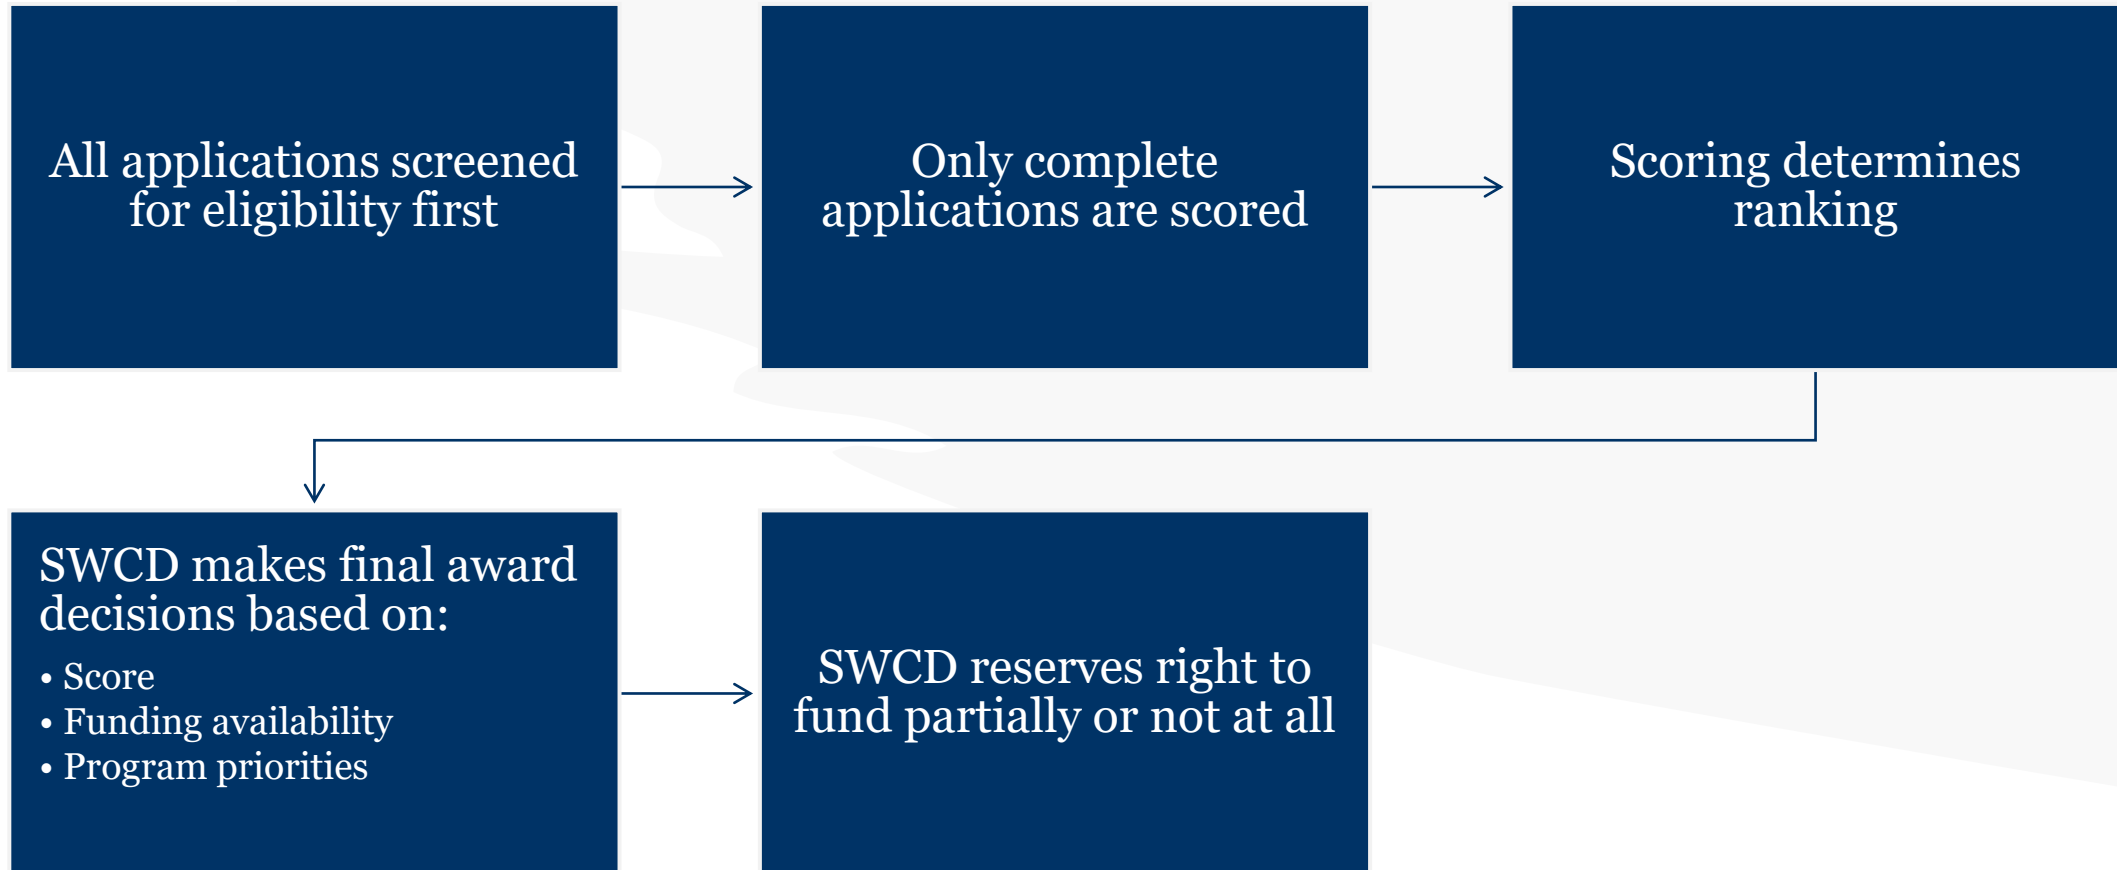 All applications screened
for eligibility first
Only complete
applications are scored
Scoring determines
ranking
SWCD makes final award
decisions based on:
• Score
• Funding availability
• Program priorities
SWCD reserves right to
fund partially or not at all